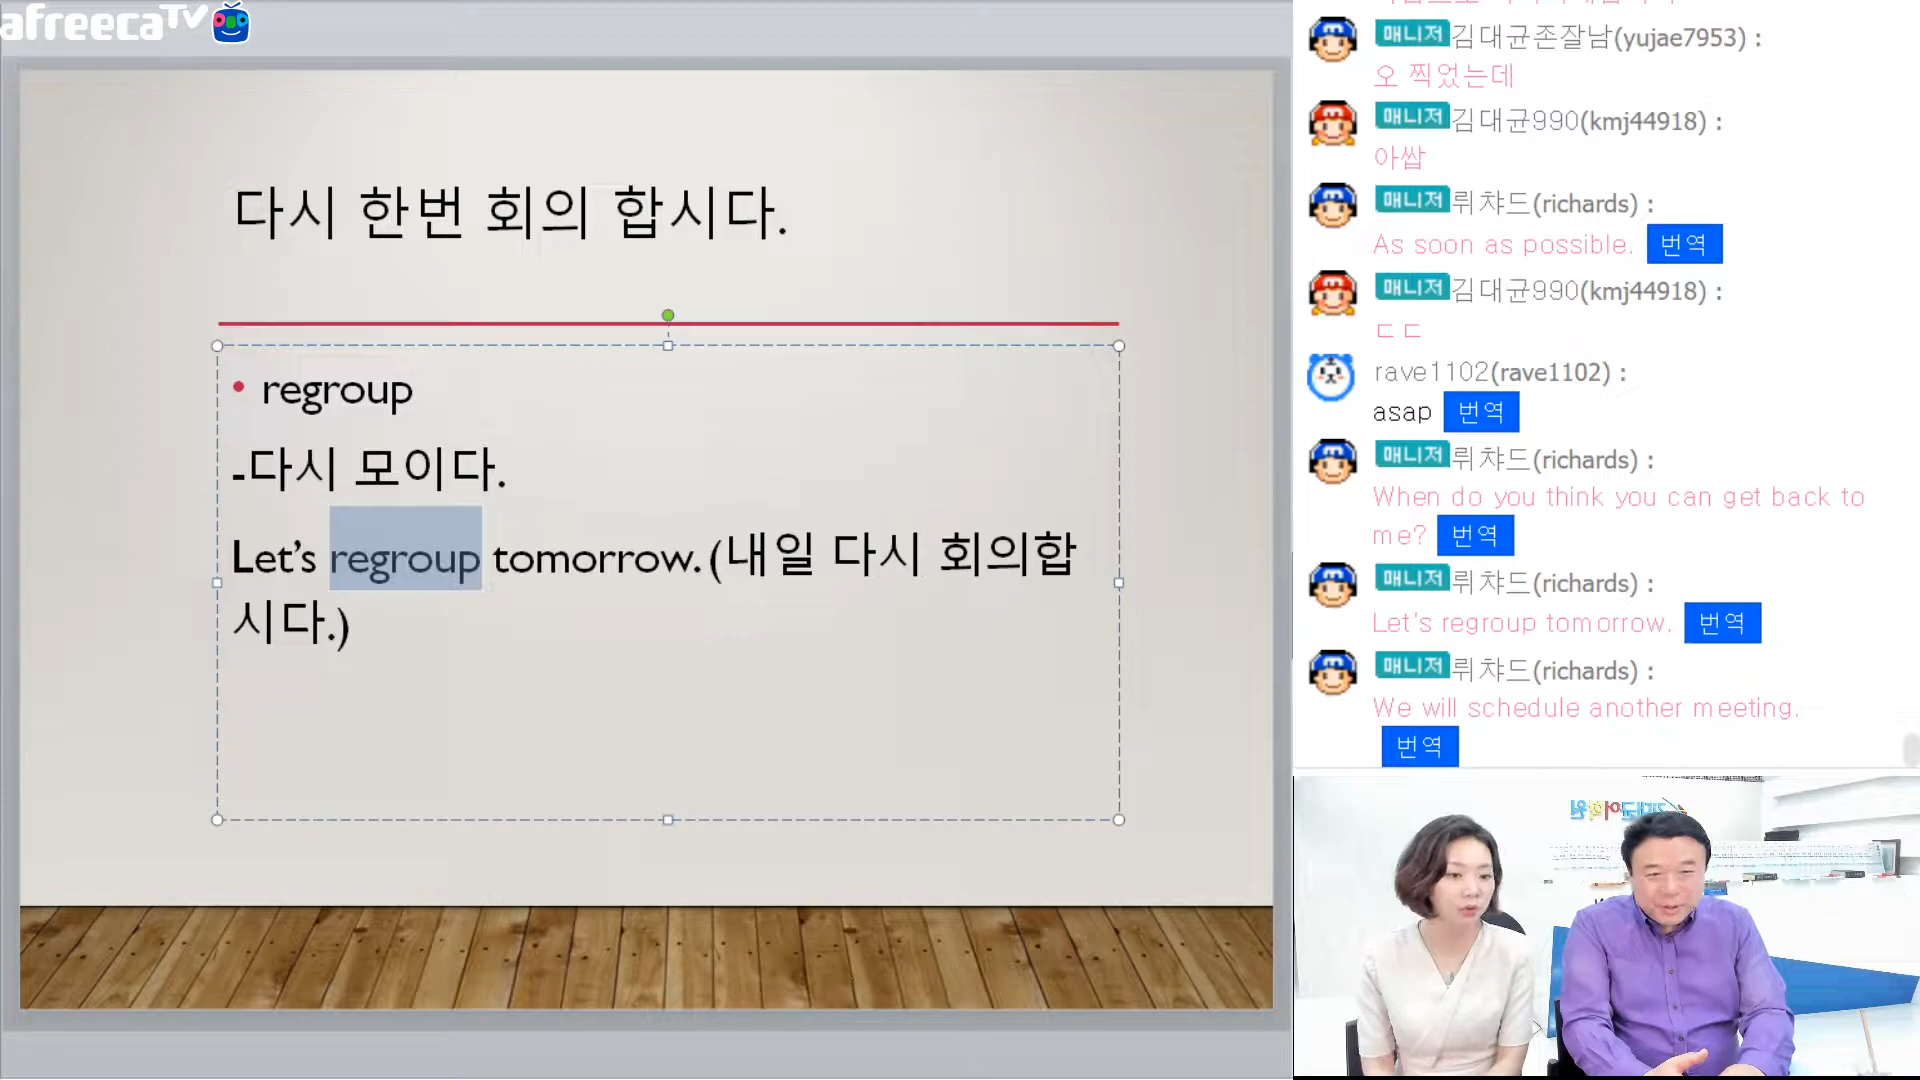 afreecaTV
다시 한번 회의 합시다.
• regroup
-다시 모이다.
Let's regroup tomorrow. (내일 다시 회의합
시다.)
매니저 김대균존잘남(yujae7953) :
오 찍었는데
매니저 김대균990(kmj44918) :
아쌉
매니저 뤼챠드(richards) :
As soon as possible. 번역
매니저 김대균990(kmj44918) :
ㄷㄷ
rave1102(rave1102) :
asap 번역
매니저 뤼챠드(richards) :
When do you think you can get back to
me? 번역
매니저 뤼챠드(richards) :
Let's regroup tomorrow. 번역
매니저 뤼챠드(richards) :
We will schedule another meeting.
번역